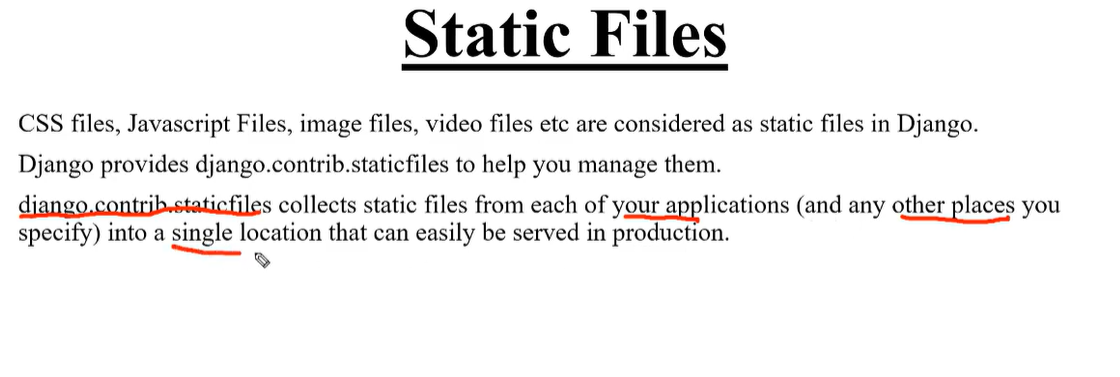 Static Files
CSS files, Javascript Files, image files, video files etc are considered as static files in Django.
Django provides django.contrib.staticfiles to help you manage them.
django.contrib.staticfiles collects static files from each of your applications (and any other places you
specify) into a single location that can easily be served in production.